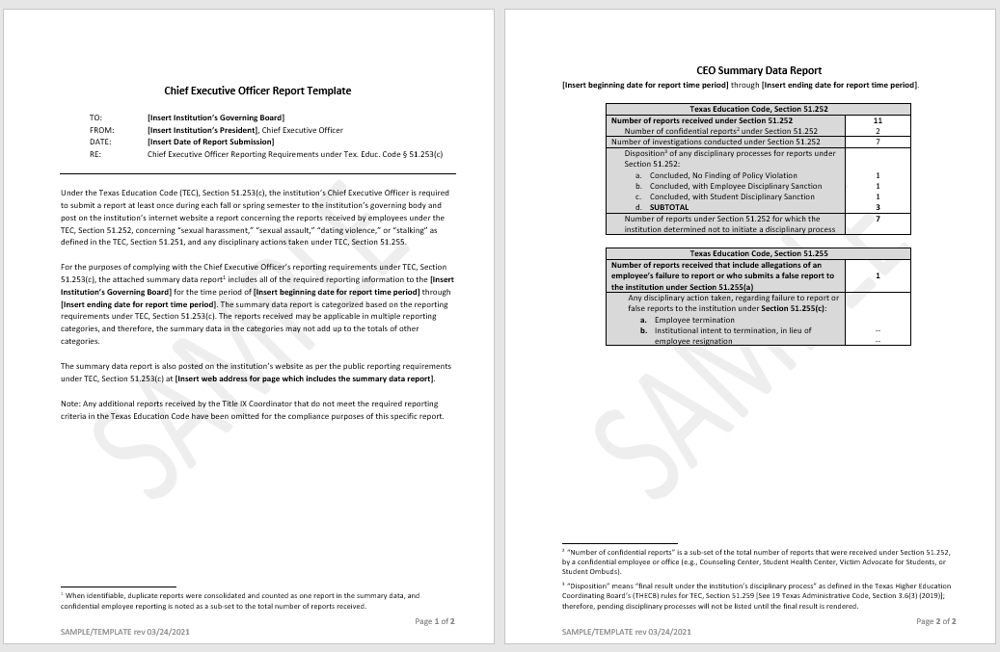 Chief Executive Officer Report Template
TO: [Insert Institution's Governing Board]
FROM: [Insert Institution's President], Chief Executive Officer
DATE: [Insert Date of Report Submission]
RE: Chief Executive Officer Reporting Requirements under Tex. Educ. Code § 51.253(c)
Under the Texas Education Code (TEC), Section 51.253(c), the institution's Chief Executive Officer is required
to submit a report at least once during each fall or spring semester to the institution's governing body and
post on the institution's internet website a report concerning the reports received by employees under the
TEC, Section 51.252, concerning "sexual harassment," "sexual assault," "dating violence," or "stalking" as
defined in the TEC, Section 51.251, and any disciplinary actions taken under TEC, Section 51.255.
For the purposes of complying with the Chief Executive Officer's reporting requirements under TEC, Section
51.253(c), the attached summary data report¹ includes all of the required reporting information to the [Insert
Institution's Governing Board] for the time period of [Insert beginning date for report time period] through
[Insert ending date for report time period]. The summary data report is categorized based on the reporting
requirements under TEC, Section 51.253(c). The reports received may be applicable in multiple reporting
categories, and therefore, the summary data in the categories may not add up to the totals of other
categories.
The summary data report is also posted on the institution's website as per the public reporting requirements
under TEC, Section 51.253(c) at [Insert web address for page which includes the summary data report].
Note: Any additional reports received by the Title IX Coordinator that do not meet the required reporting
criteria in the Texas Education Code have been omitted for the compliance purposes of this specific report.
SAMPLE
¹ When identifiable, duplicate reports were consolidated and counted as one report in the summary data, and
confidential employee reporting is noted as a sub-set to the total number of reports received.
Page 1 of 2
SAMPLE/TEMPLATE rev 03/24/2021
CEO Summary Data Report
[Insert beginning date for report time period] through [Insert ending date for report time period].
Texas Education Code, Section 51.252
Number of reports received under Section 51.252 11
Number of confidential reports² under Section 51.252 2
Number of investigations conducted under Section 51.252 7
Disposition³ of any disciplinary processes for reports under
Section 51.252:
a. Concluded, No Finding of Policy Violation 1
b. Concluded, with Employee Disciplinary Sanction 1
c. Concluded, with Student Disciplinary Sanction 1
d. SUBTOTAL 3
Number of reports under Section 51.252 for which the 7
institution determined not to initiate a disciplinary process
Texas Education Code, Section 51.255
Number of reports received that include allegations of an
employee's failure to report or who submits a false report to 1
the institution under Section 51.255(a)
Any disciplinary action taken, regarding failure to report or
false reports to the institution under Section 51.255(c):
a. Employee termination
b. Institutional intent to termination, in lieu of --
employee resignation --
SAMPLE
² "Number of confidential reports" is a sub-set of the total number of reports that were received under Section 51.252,
by a confidential employee or office (e.g., Counseling Center, Student Health Center, Victim Advocate for Students, or
Student Ombuds).
³ "Disposition" means "final result under the institution's disciplinary process" as defined in the Texas Higher Education
Coordinating Board's (THECB) rules for TEC, Section 51.259 [See 19 Texas Administrative Code, Section 3.6(3) (2019)];
therefore, pending disciplinary processes will not be listed until the final result is rendered.
Page 2 of 2
SAMPLE/TEMPLATE rev 03/24/2021